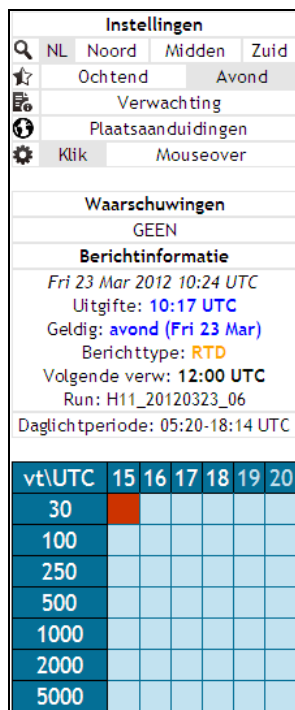 Instellingen
NL Noord Midden Zuid
Ochtend Avond
Verwachting
Plaatsaanduidingen
Klik Mouseover
Waarschuwingen
GEEN
Berichtinformatie
Fri 23 Mar 2012 10:24 UTC
Uitgifte: 10:17 UTC
Geldig: avond (Fri 23 Mar)
Berichttype: RTD
Volgende verw: 12:00 UTC
Run: H11_20120323_06
Daglichtperiode: 05:20-18:14 UTC
vt\UTC 15 16 17 18 19 20
30
100
250
500
1000
2000
5000